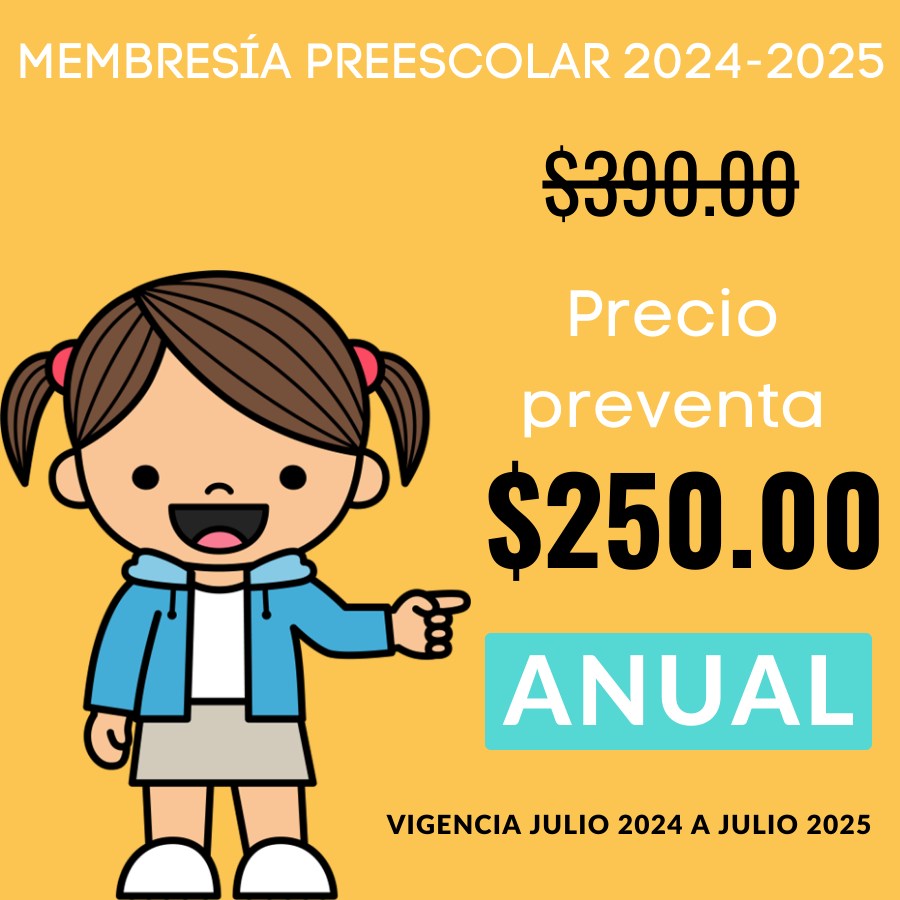 MEMBRESÍA PREESCOLAR 2024-2025
$390.00
Precio
preventa
$250.00
ANUAL
VIGENCIA JULIO 2024 A JULIO 2025